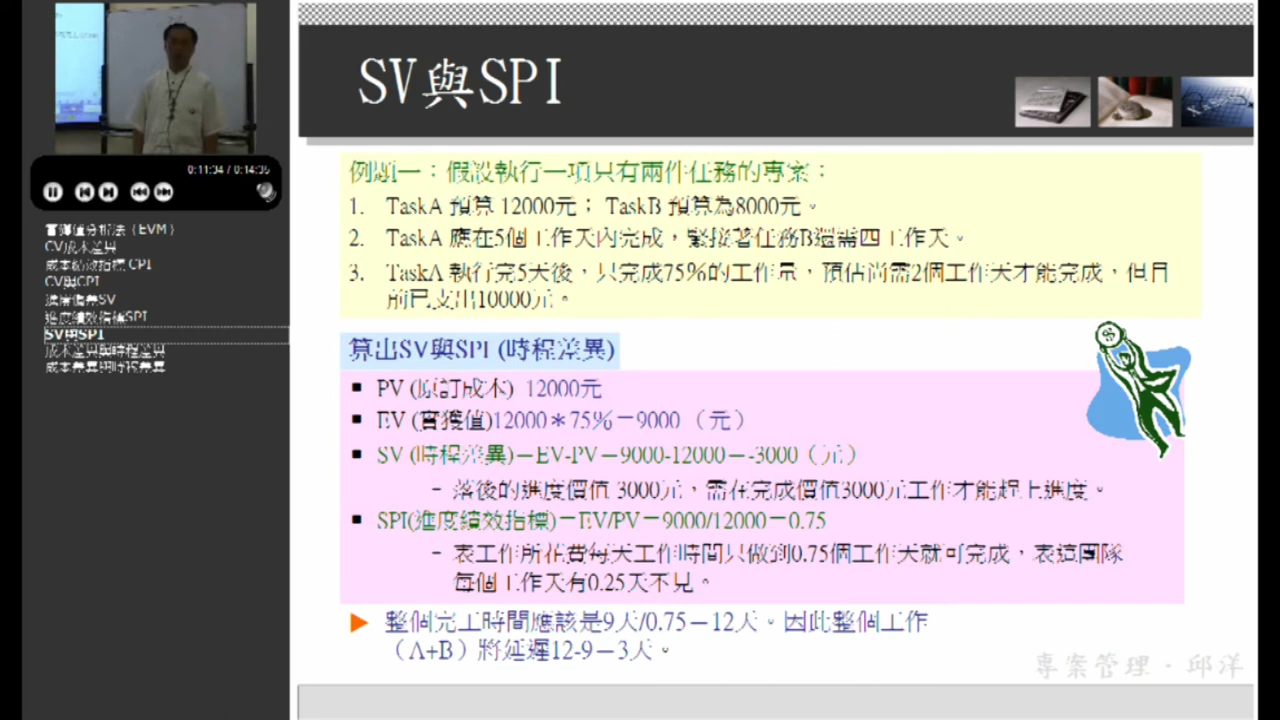 SV與SPI
0:11:34 / 0:14:35
實獲值分析法（EVM）
CV成本差異
成本績效指標 CPI
CV與CPI
進度偏差SV
進度績效指標SPI
SV與SPI
成本差異與時程差異
成本差異與時程差異
例題一：假設執行一項只有兩件任務的專案：
1. TaskA 預算 12000元； TaskB 預算為8000元。
2. TaskA 應在5個工作天內完成，緊接著任務B還需四工作天。
3. TaskA 執行完5天後，只完成75%的工作量，預估尚需2個工作天才能完成，但目
前已支出10000元。
算出SV與SPI (時程差異)
▪ PV (原訂成本) 12000元
▪ EV (實獲值)12000＊75%＝9000 （元）
▪ SV (時程差異)＝EV-PV＝9000-12000＝-3000（元）
– 落後的進度價值 3000元，需在完成價值3000元工作才能趕上進度。
▪ SPI(進度績效指標)＝EV/PV＝9000/12000＝0.75
– 表工作所花費每天工作時間只做到0.75個工作天就可完成，表這團隊
每個工作天有0.25天不見。
整個完工時間應該是9天/0.75＝12天。因此整個工作
（A+B）將延遲12-9＝3天。
專案管理 · 邱洋